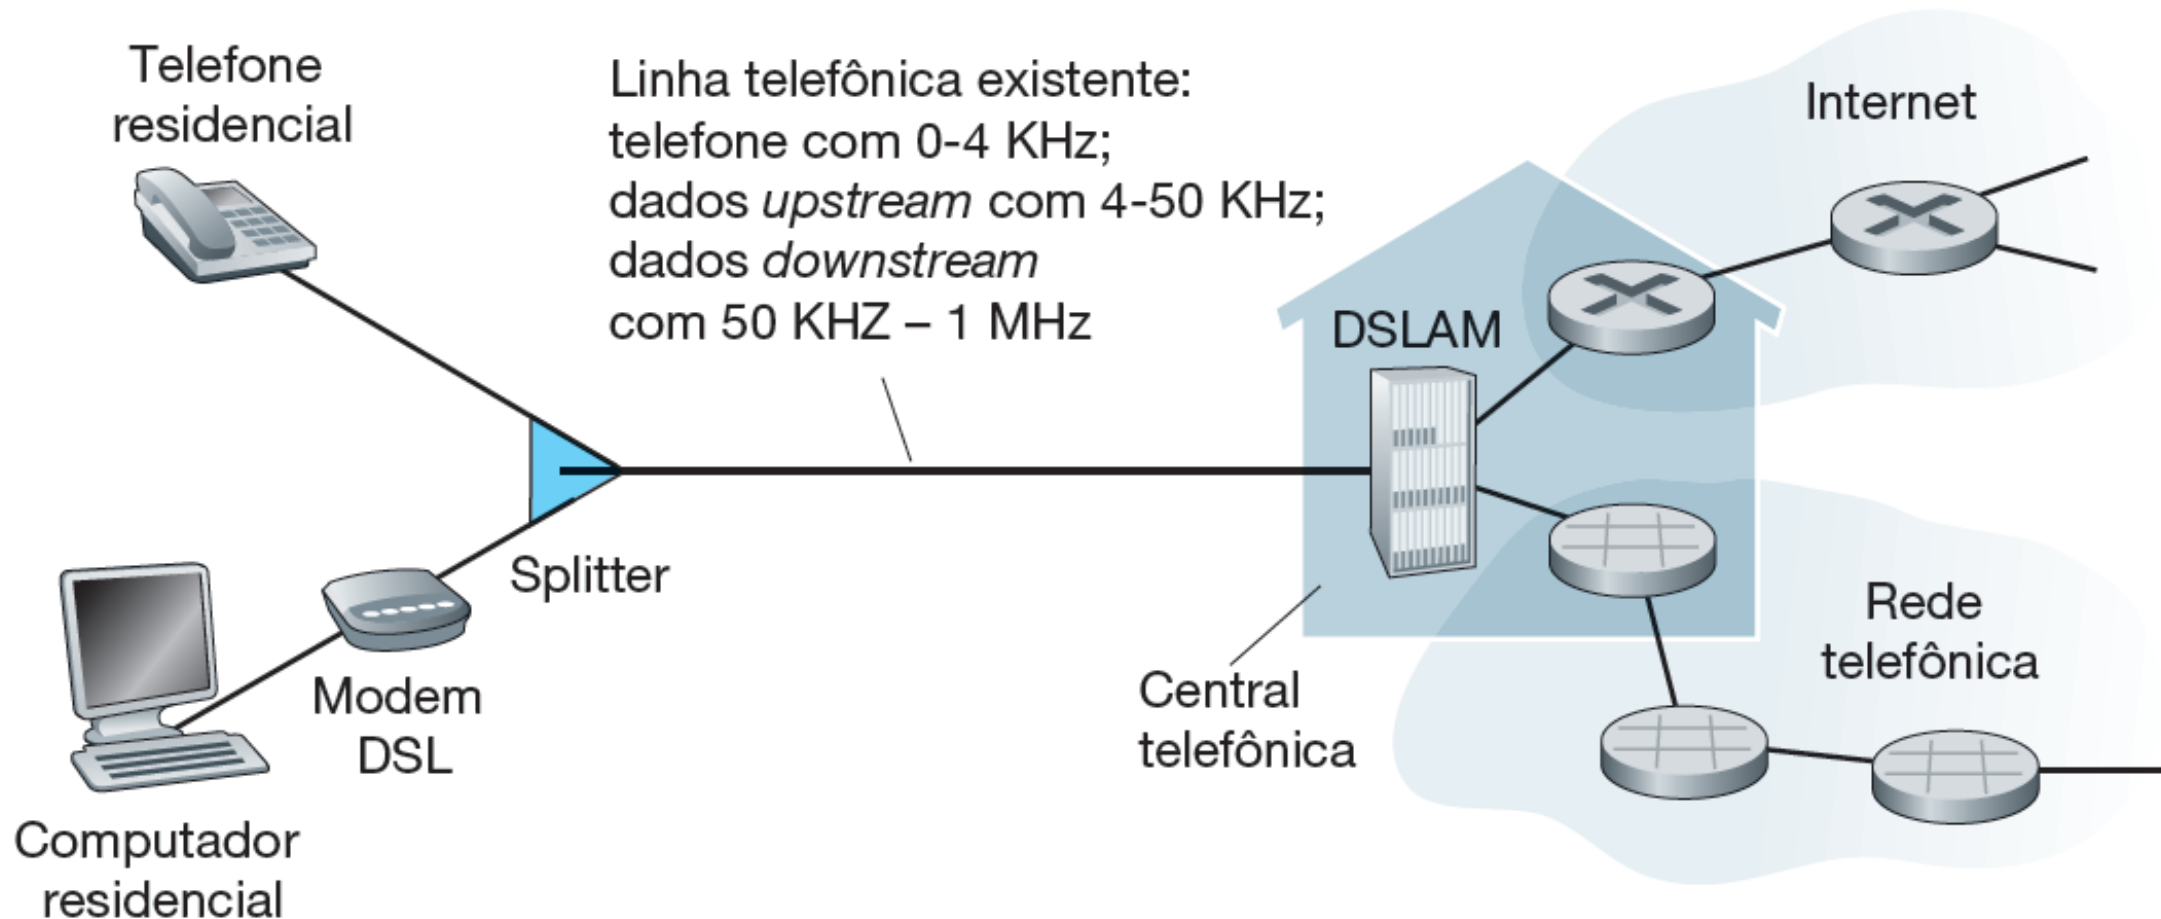 Telefone
residencial
Linha telefônica existente:
telefone com 0-4 KHz;
dados upstream com 4-50 KHz;
dados downstream
com 50 KHZ – 1 MHz
Internet
DSLAM
Splitter
Modem
DSL
Computador
residencial
Central
telefônica
Rede
telefônica